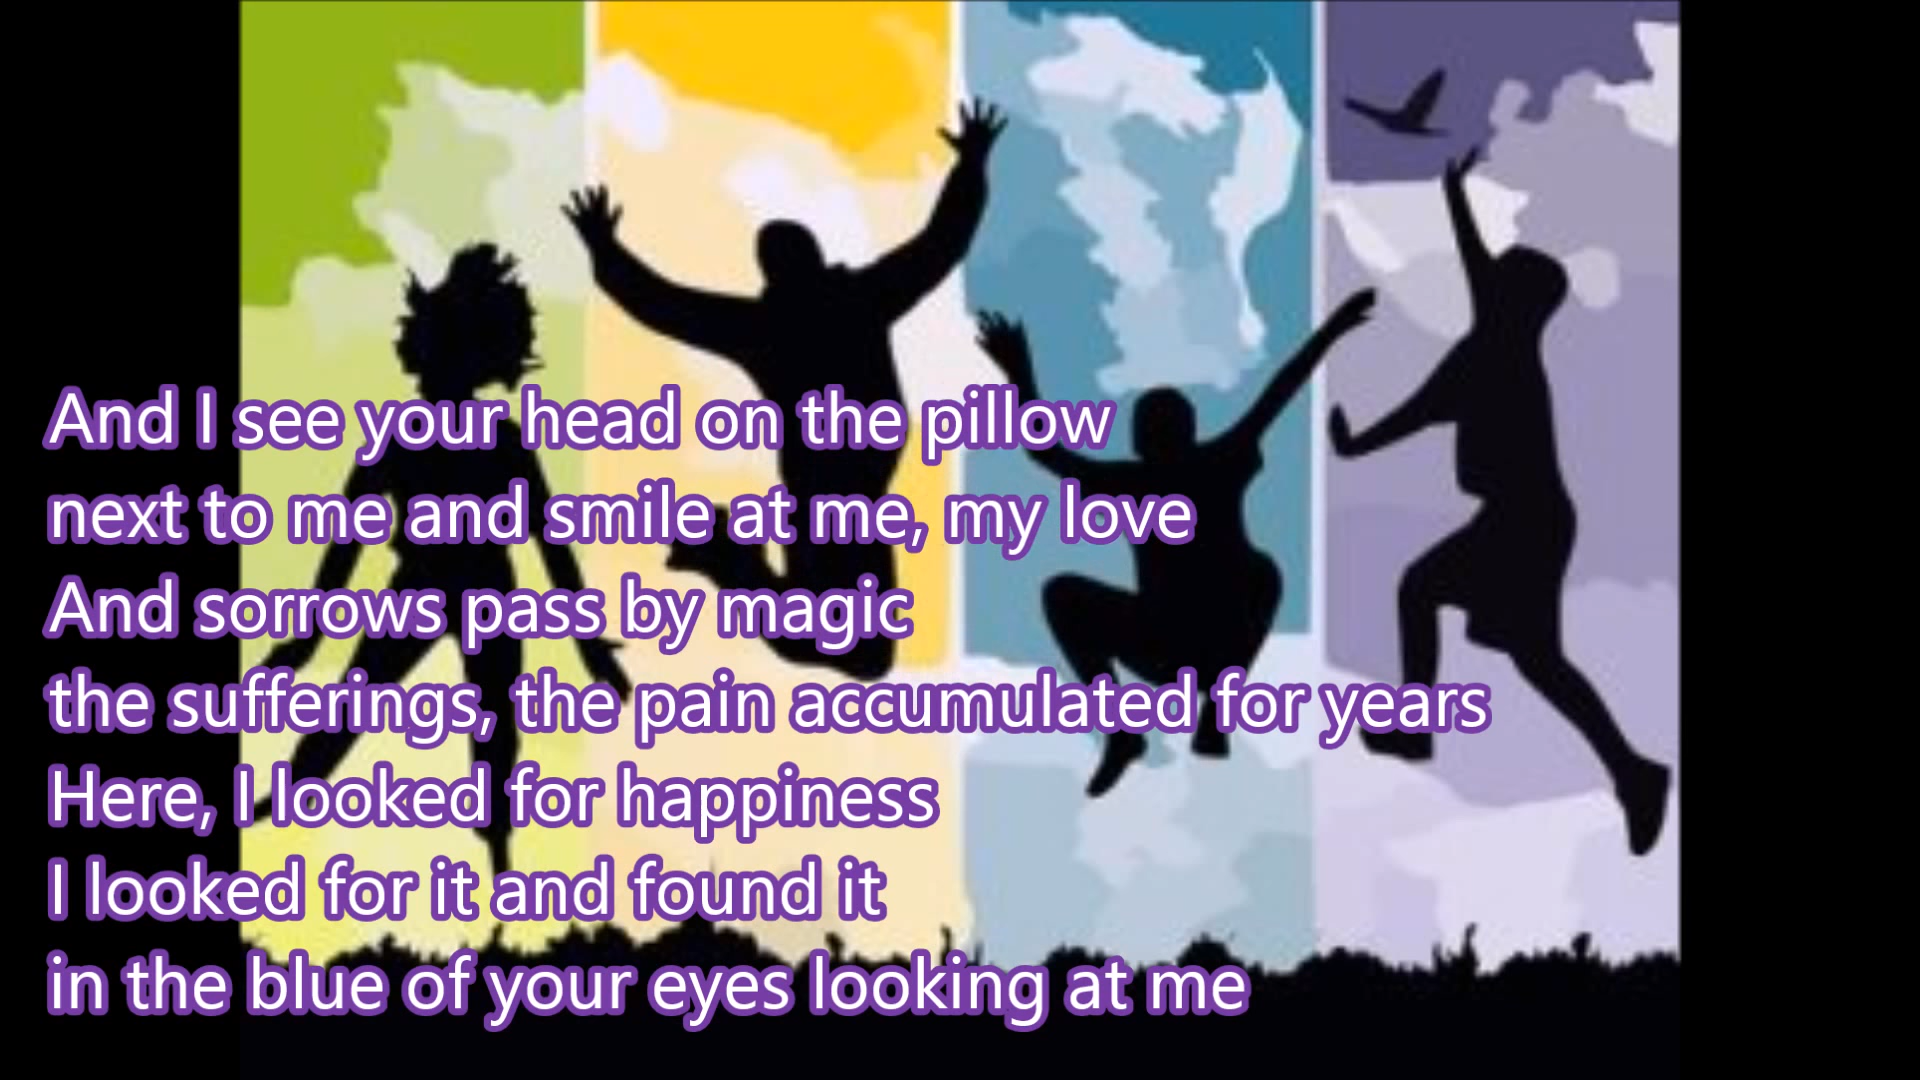 And I see your head on the pillow
next to me and smile at me, my love
And sorrows pass by magic
the sufferings, the pain accumulated for years
Here, I looked for happiness
I looked for it and found it
in the blue of your eyes looking at me